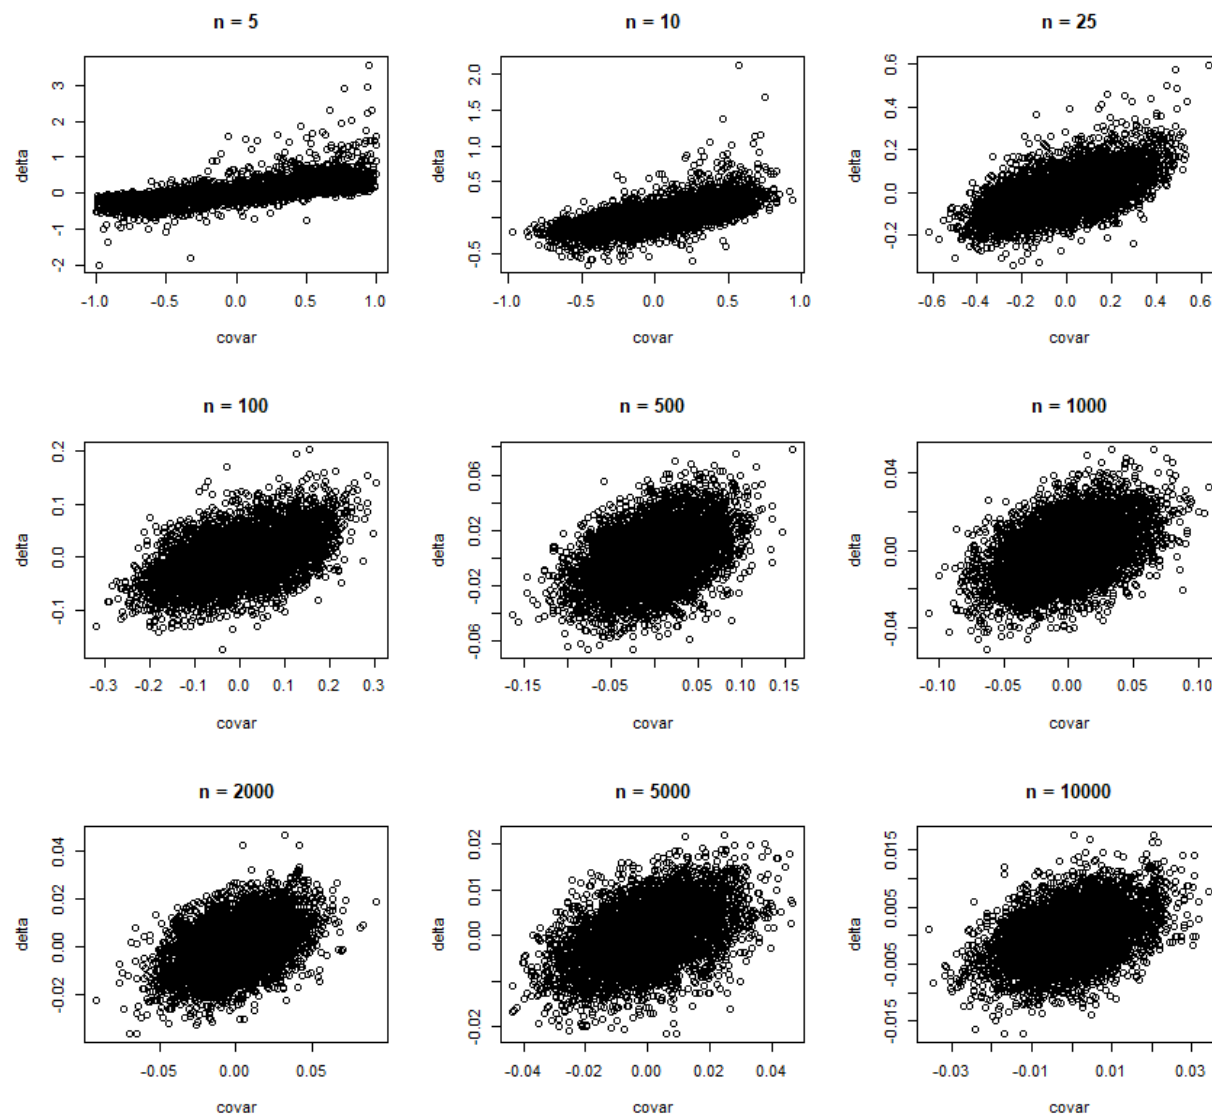 n = 5
n = 10
n = 25
delta
3
2
1
0
-1
-2
-1.0 -0.5 0.0 0.5 1.0
covar
delta
2.0
1.5
1.0
0.5
-0.5
-1.0 -0.5 0.0 0.5 1.0
covar
delta
0.6
0.4
0.2
0.0
-0.2
-0.6 -0.4 -0.2 0.0 0.2 0.4 0.6
covar
n = 100
n = 500
n = 1000
delta
0.2
0.1
0.0
-0.1
-0.3 -0.2 -0.1 0.0 0.1 0.2 0.3
covar
delta
0.06
0.02
-0.02
-0.06
-0.15 -0.05 0.05 0.10 0.15
covar
delta
0.04
0.00
-0.04
-0.10 -0.05 0.00 0.05 0.10
covar
n = 2000
n = 5000
n = 10000
delta
0.04
0.02
0.00
-0.02
-0.05 0.00 0.05
covar
delta
0.02
0.01
0.00
-0.02
-0.04 -0.02 0.00 0.02 0.04
covar
delta
0.015
0.005
-0.005
-0.015
-0.03 -0.01 0.01 0.03
covar